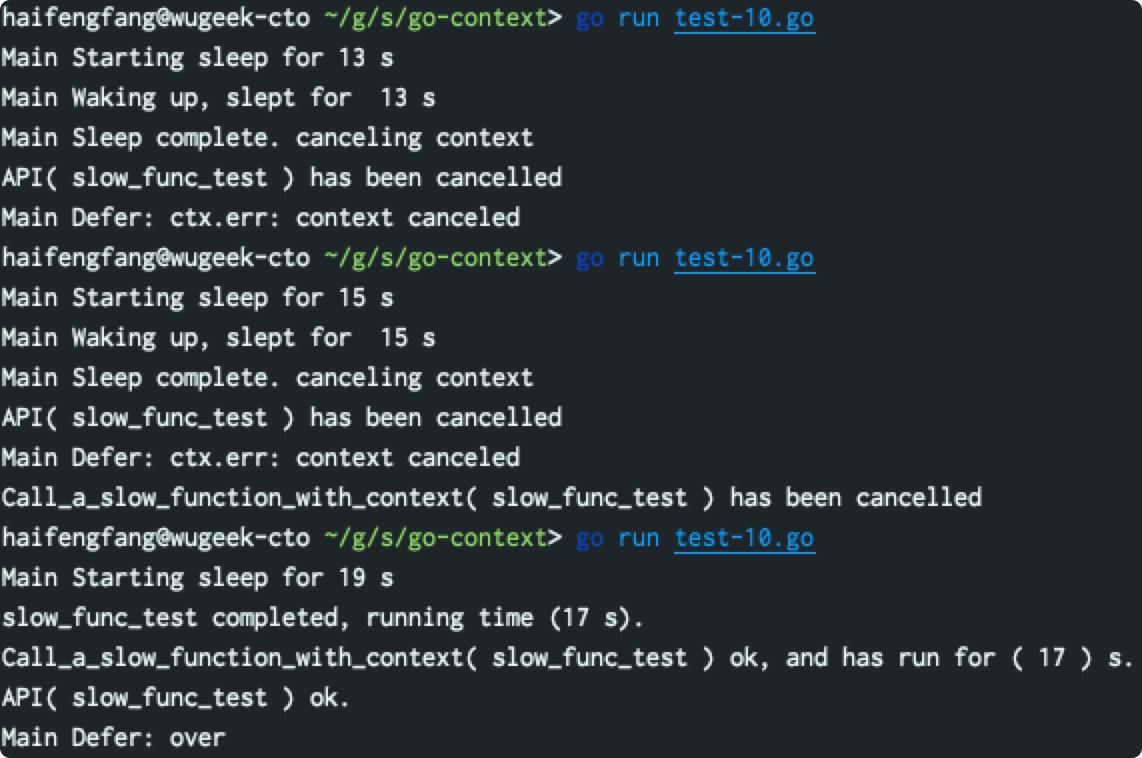 haifengfang@wugeek-cto ~/g/s/go-context> go run test-10.go
Main Starting sleep for 13 s
Main Waking up, slept for  13 s
Main Sleep complete. canceling context
API( slow_func_test ) has been cancelled
Main Defer: ctx.err: context canceled
haifengfang@wugeek-cto ~/g/s/go-context> go run test-10.go
Main Starting sleep for 15 s
Main Waking up, slept for  15 s
Main Sleep complete. canceling context
API( slow_func_test ) has been cancelled
Main Defer: ctx.err: context canceled
Call_a_slow_function_with_context( slow_func_test ) has been cancelled
haifengfang@wugeek-cto ~/g/s/go-context> go run test-10.go
Main Starting sleep for 19 s
slow_func_test completed, running time (17 s).
Call_a_slow_function_with_context( slow_func_test ) ok, and has run for ( 17 ) s.
API( slow_func_test ) ok.
Main Defer: over